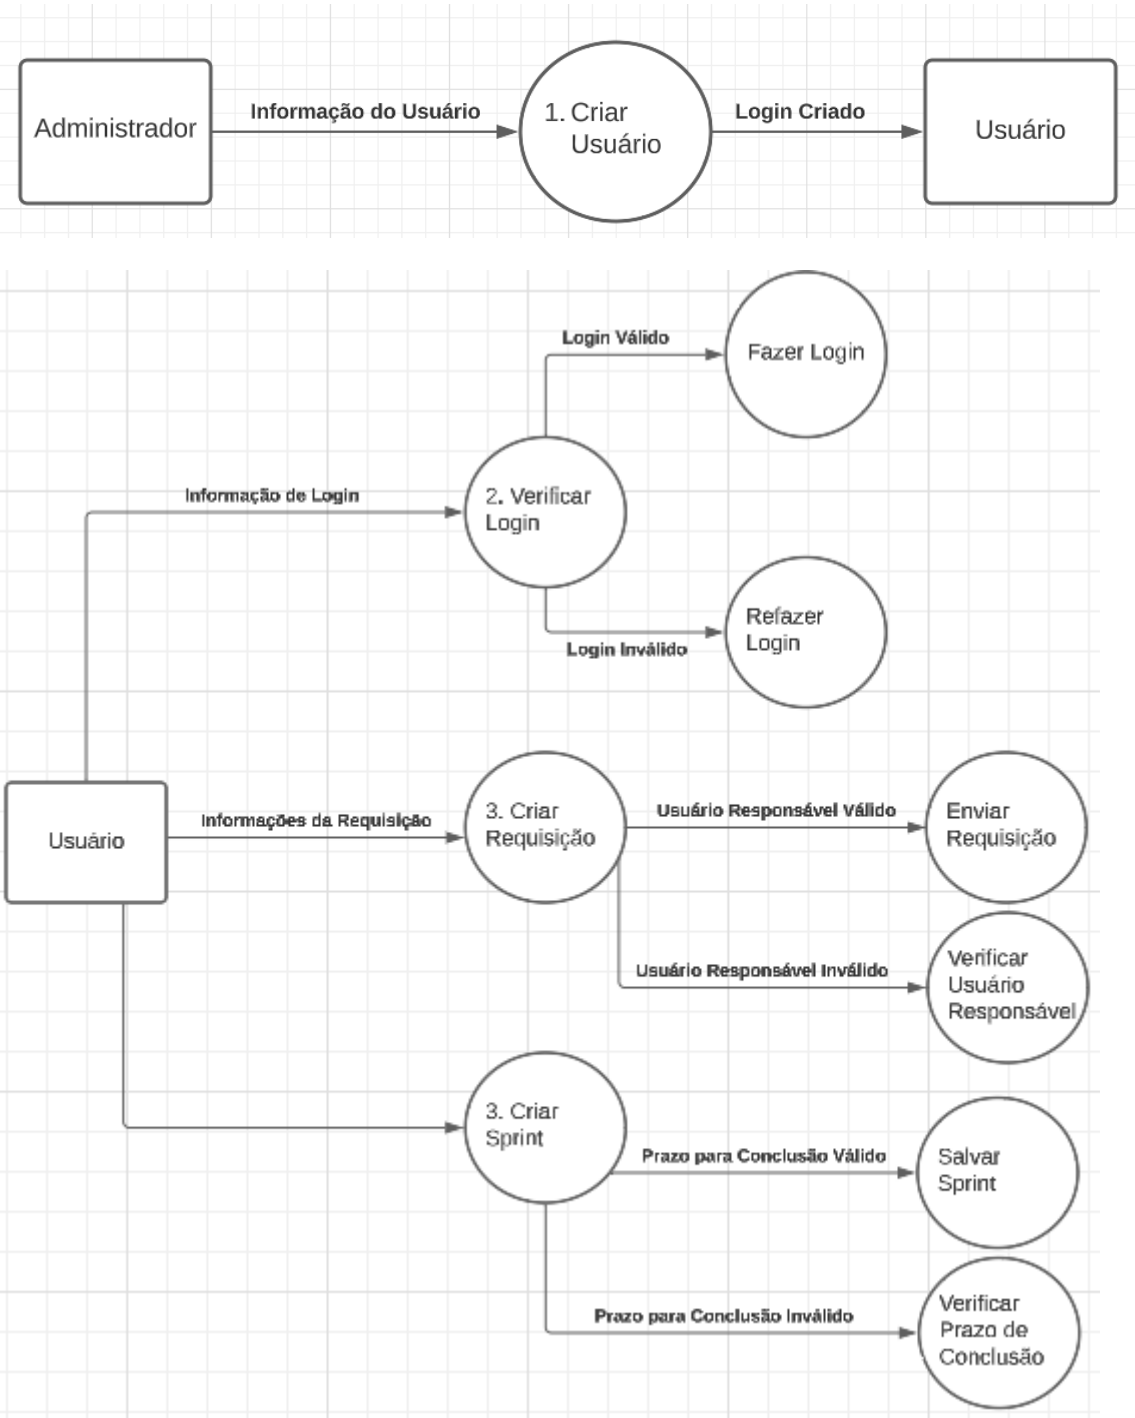 Administrador
Informação do Usuário
1. Criar
Usuário
Login Criado
Usuário
Login Válido
Fazer Login
Informação de Login
2. Verificar
Login
Refazer
Login
Login Inválido
Usuário
Informações da Requisição
3. Criar
Requisição
Usuário Responsável Válido
Enviar
Requisição
Usuário Responsável Inválido
Verificar
Usuário
Responsável
3. Criar
Sprint
Prazo para Conclusão Válido
Salvar
Sprint
Prazo para Conclusão Inválido
Verificar
Prazo de
Conclusão